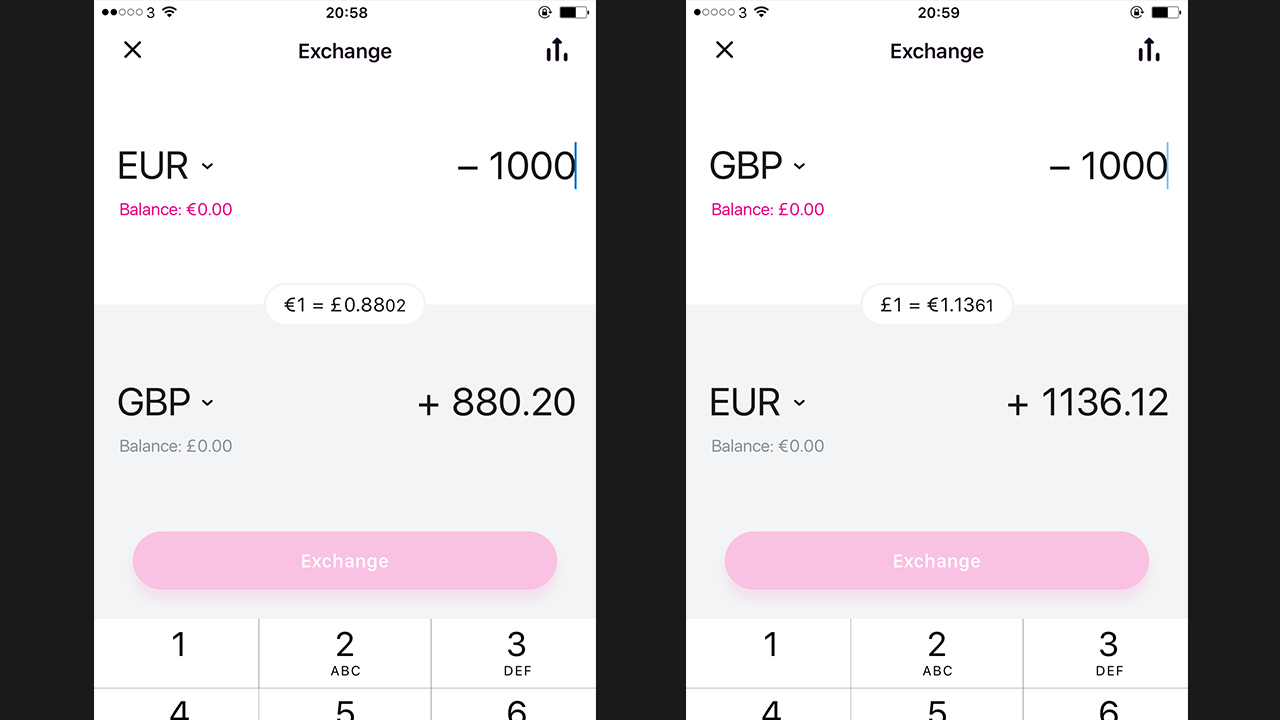 3 20:58
Exchange
EUR – 1000
Balance: €0.00
€1 = £0.8802
GBP + 880.20
Balance: £0.00
Exchange
1 2 3
ABC DEF
4 5 6
3 20:59
Exchange
GBP – 1000
Balance: £0.00
£1 = €1.1361
EUR + 1136.12
Balance: €0.00
Exchange
1 2 3
ABC DEF
4 5 6